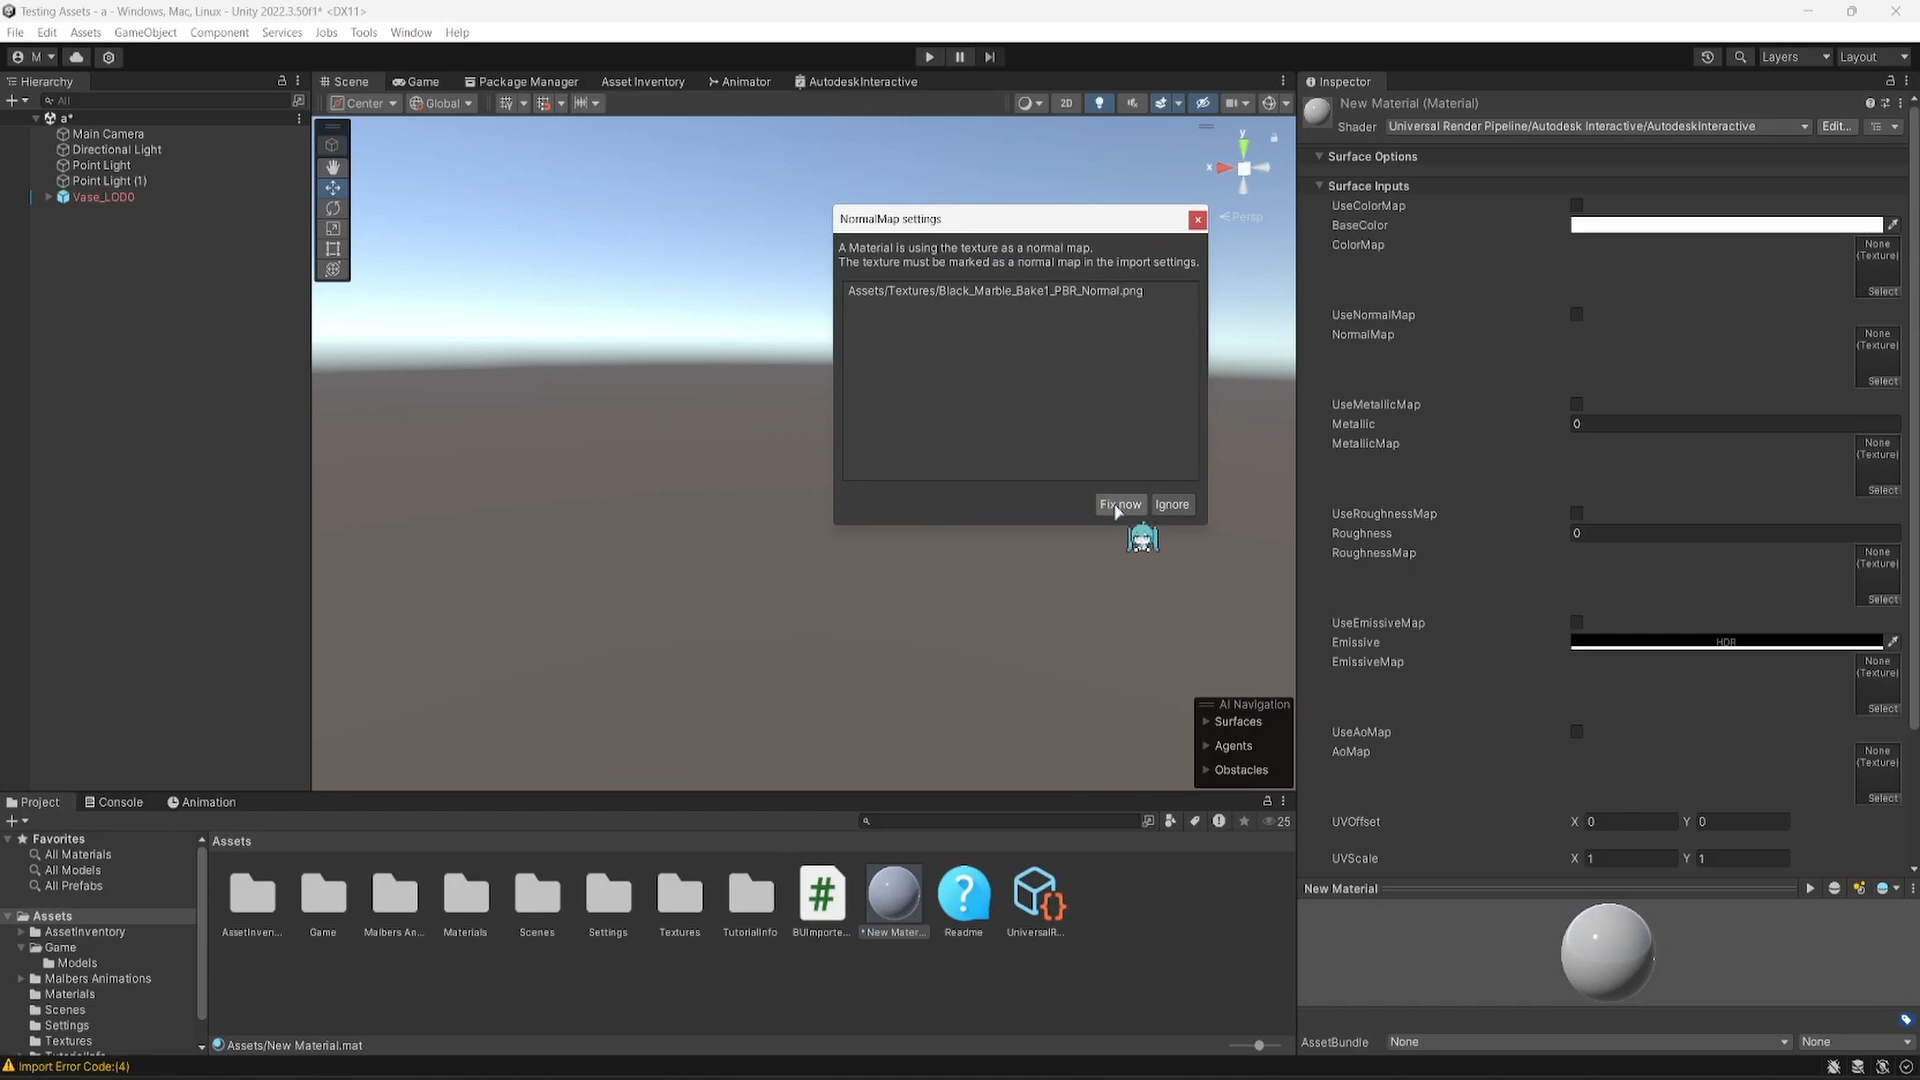 Testing Assets - a - Windows, Mac, Linux - Unity 2022.3.50f1* <DX11>
File Edit Assets GameObject Component Services Jobs Tools Window Help
M
Layers
Layout
Hierarchy
Scene
Game
Package Manager
Asset Inventory
Animator
AutodeskInteractive
Inspector
All
Center
Global
2D
a*
Main Camera
Directional Light
Point Light
Point Light (1)
Vase_LOD0
y
x
Persp
NormalMap settings
A Material is using the texture as a normal map.
The texture must be marked as a normal map in the import settings.
Assets/Textures/Black_Marble_Bake1_PBR_Normal.png
Fix now
Ignore
AI Navigation
Surfaces
Agents
Obstacles
New Material (Material)
Shader Universal Render Pipeline/Autodesk Interactive/AutodeskInteractive Edit...
Surface Options
Surface Inputs
UseColorMap
BaseColor
ColorMap
None
(Texture)
Select
UseNormalMap
NormalMap
None
(Texture)
Select
UseMetallicMap
Metallic 0
MetallicMap
None
(Texture)
Select
UseRoughnessMap
Roughness 0
RoughnessMap
None
(Texture)
Select
UseEmissiveMap
Emissive HDR
EmissiveMap
None
(Texture)
Select
UseAoMap
AoMap
None
(Texture)
Select
UVOffset X 0 Y 0
UVScale X 1 Y 1
New Material
AssetBundle None None
Project
Console
Animation
25
Favorites
All Materials
All Models
All Prefabs
Assets
AssetInventory
Game
Models
Malbers Animations
Materials
Scenes
Settings
Textures
Assets
AssetInven...
Game
Malbers An...
Materials
Scenes
Settings
Textures
TutorialInfo
BUImporte...
*New Mater...
Readme
UniversalR...
Assets/New Material.mat
Import Error Code:(4)